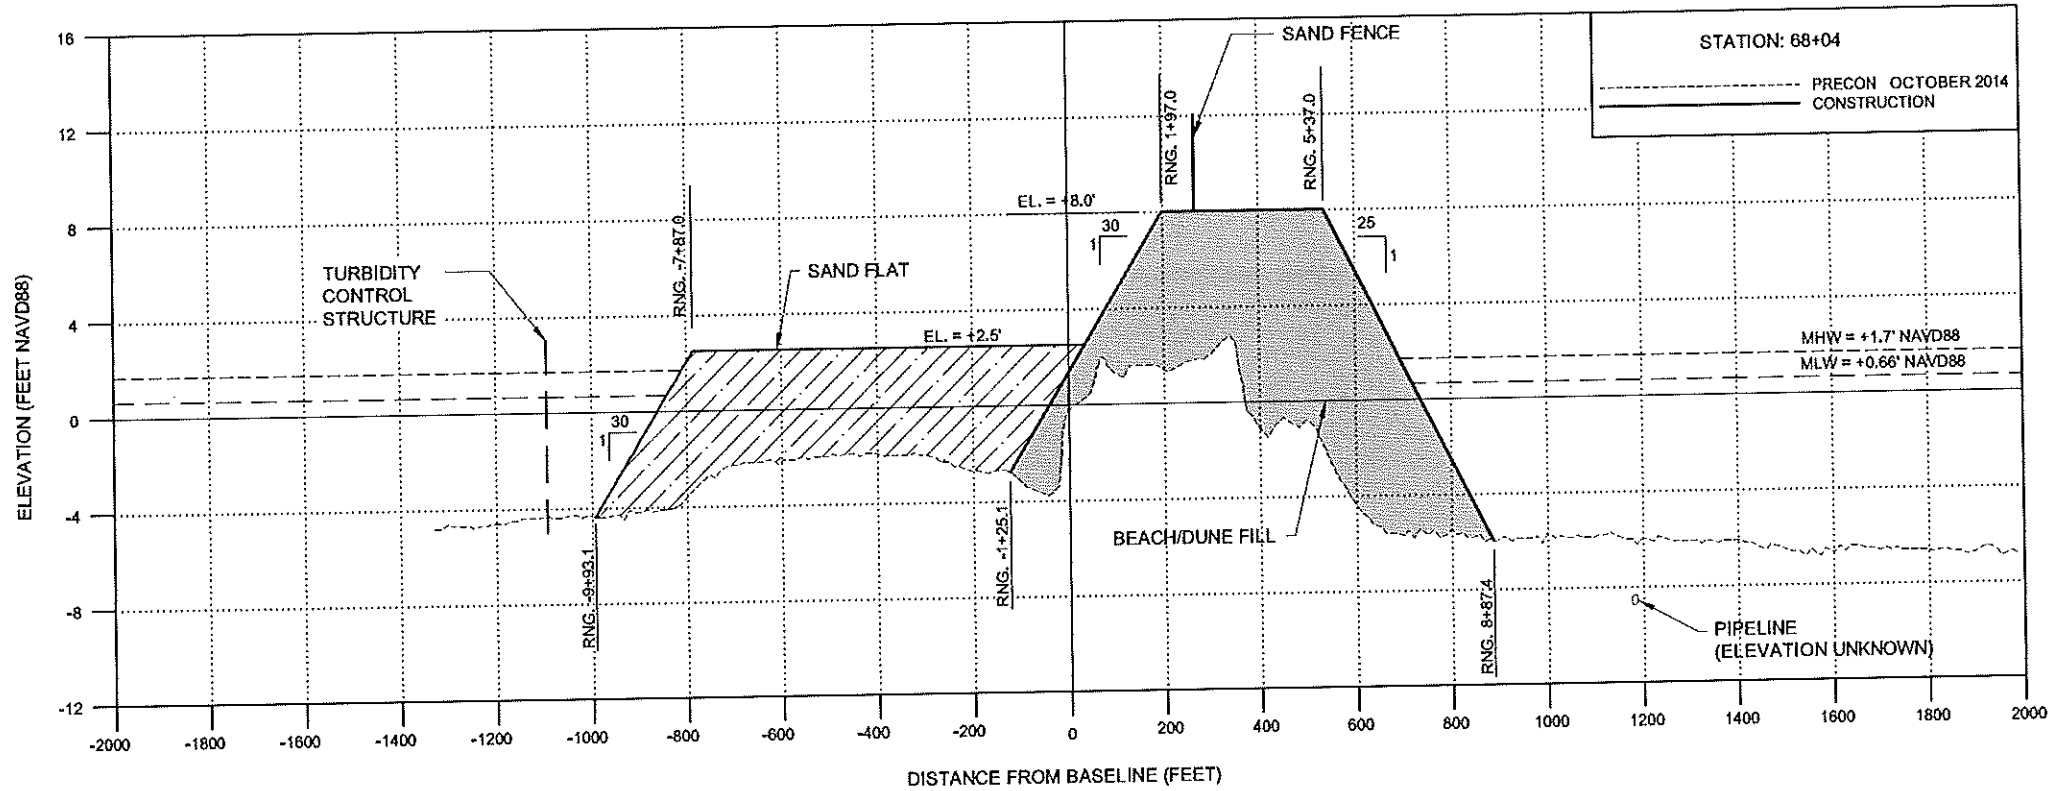 STATION: 68+04
PRECON OCTOBER 2014
CONSTRUCTION
SAND FENCE
RNG. 1+97.0
RNG. 5+37.0
EL. = +8.0'
30
1
25
1
RNG. -7+87.0
TURBIDITY
CONTROL
STRUCTURE
SAND FLAT
EL. = +2.5'
MHW = +1.7' NAVD88
MLW = +0.66' NAVD88
30
1
BEACH/DUNE FILL
RNG. -9+93.1
RNG. -1+25.1
RNG. 8+87.4
PIPELINE
(ELEVATION UNKNOWN)
ELEVATION (FEET NAVD88)
16
12
8
4
0
-4
-8
-12
-2000 -1800 -1600 -1400 -1200 -1000 -800 -600 -400 -200 0 200 400 600 800 1000 1200 1400 1600 1800 2000
DISTANCE FROM BASELINE (FEET)